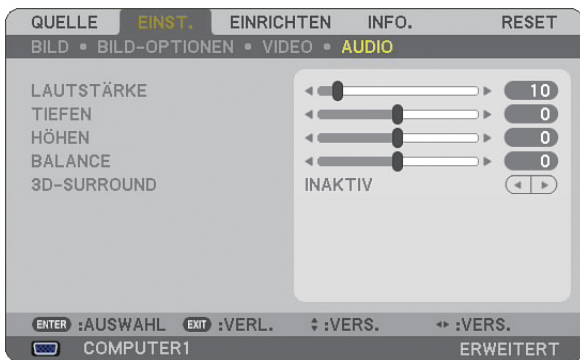 QUELLE EINST. EINRICHTEN INFO. RESET
BILD • BILD-OPTIONEN • VIDEO • AUDIO
LAUTSTÄRKE 10
TIEFEN 0
HÖHEN 0
BALANCE 0
3D-SURROUND INAKTIV
ENTER :AUSWAHL EXIT :VERL. :VERS. :VERS.
COMPUTER1 ERWEITERT